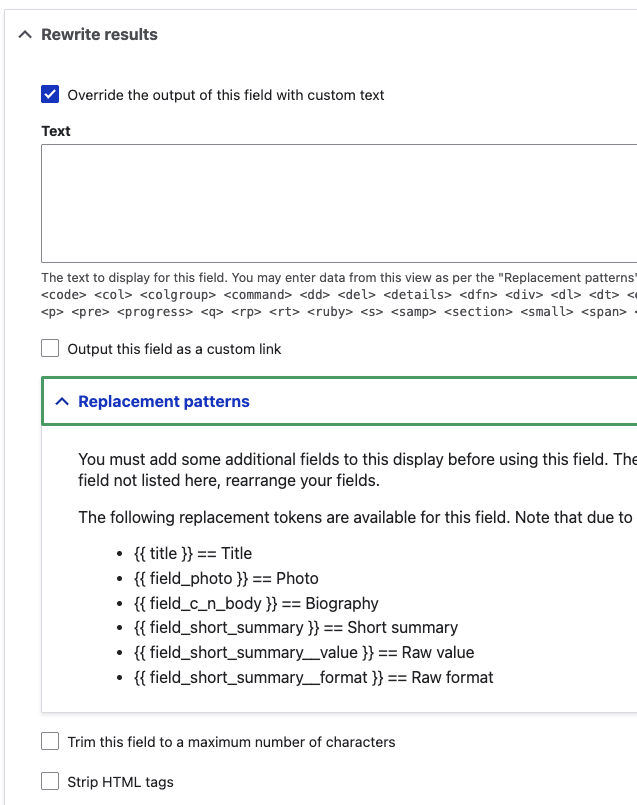 Rewrite results
Override the output of this field with custom text
Text
The text to display for this field. You may enter data from this view as per the "Replacement patterns"
<code> <col> <colgroup> <command> <dd> <del> <details> <dfn> <div> <dl> <dt>
<p> <pre> <progress> <q> <rp> <rt> <ruby> <s> <samp> <section> <small> <span> <
Output this field as a custom link
Replacement patterns
You must add some additional fields to this display before using this field. The
field not listed here, rearrange your fields.
The following replacement tokens are available for this field. Note that due to
• {{ title }} == Title
• {{ field_photo }} == Photo
• {{ field_c_n_body }} == Biography
• {{ field_short_summary }} == Short summary
• {{ field_short_summary__value }} == Raw value
• {{ field_short_summary__format }} == Raw format
Trim this field to a maximum number of characters
Strip HTML tags